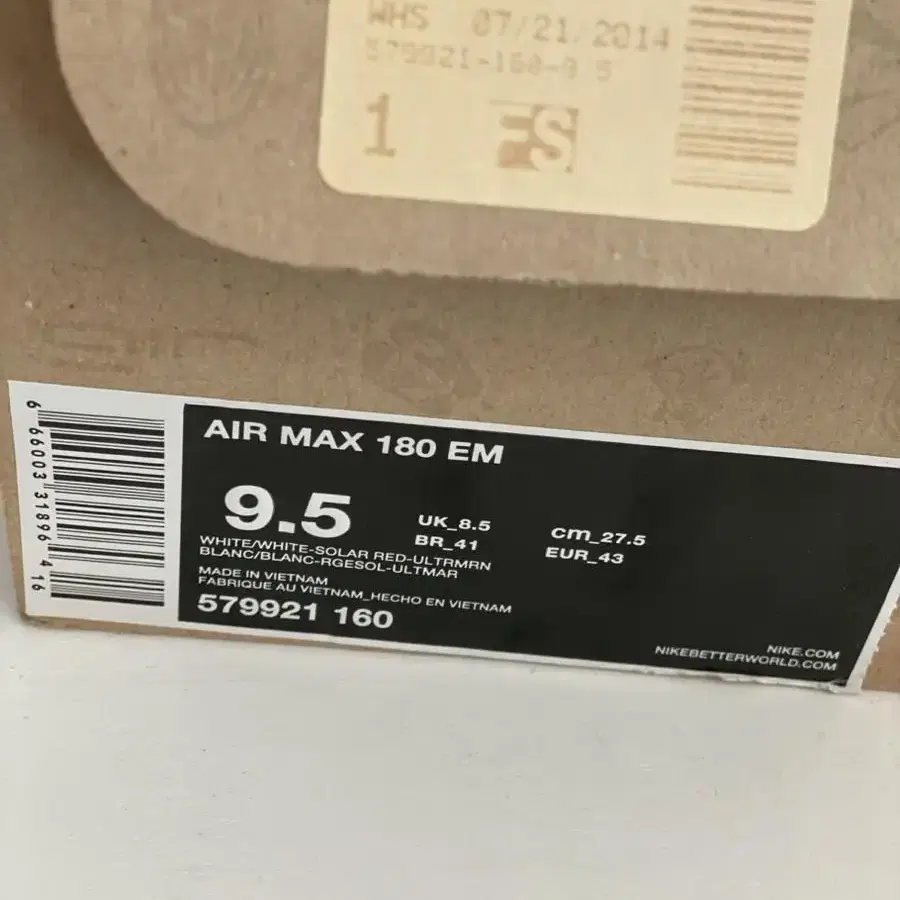 WHS 07/21/2014
579921-160-9 5
1 FS
AIR MAX 180 EM
9.5
UK_8.5
BR_41
cm_27.5
EUR_43
WHITE/WHITE-SOLAR RED-ULTRMRN
BLANC/BLANC-RGESOL-ULTMAR
MADE IN VIETNAM
FABRIQUE AU VIETNAM_HECHO EN VIETNAM
579921 160
NIKE.COM
NIKEBETTERWORLD.COM
6 66003 31896 4 16